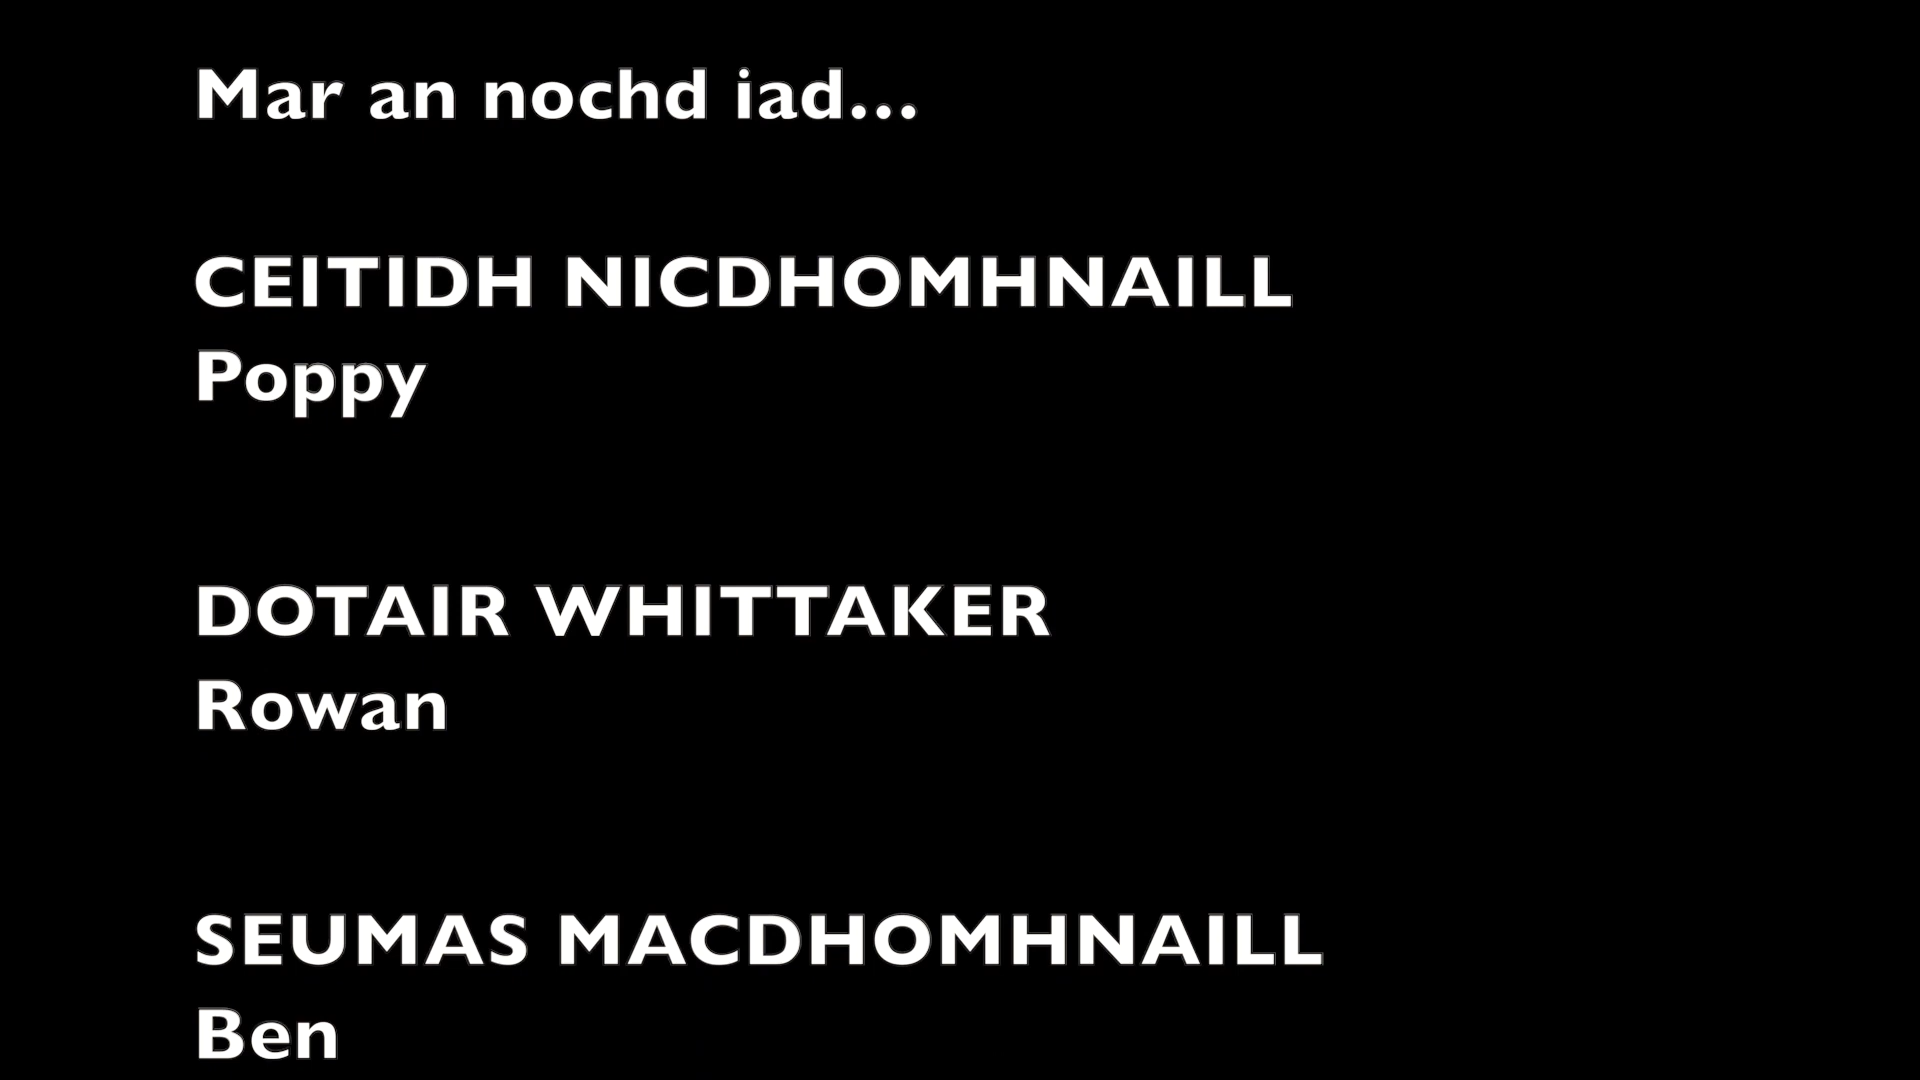 Mar an nochd iad...
CEITIDH NICDHOMHNAILL
Poppy
DOTAIR WHITTAKER
Rowan
SEUMAS MACDHOMHNAILL
Ben